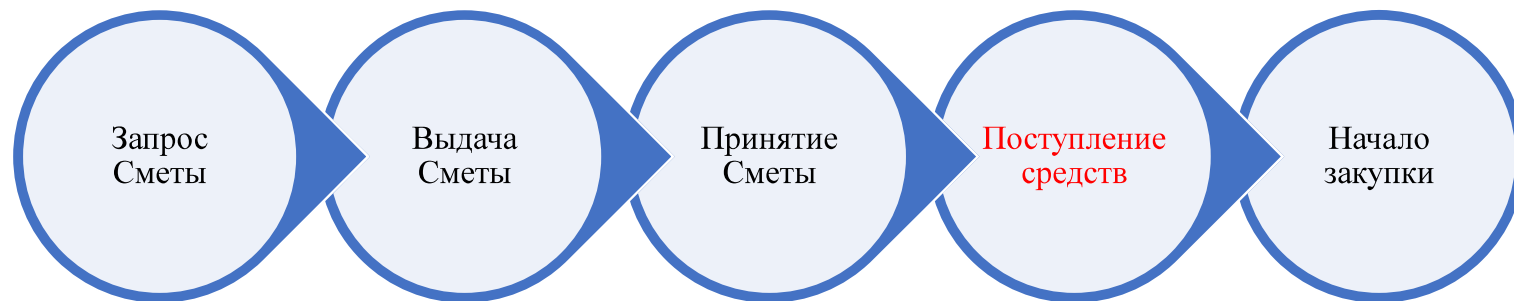 Запрос
Сметы
Выдача
Сметы
Принятие
Сметы
Поступление
средств
Начало
закупки